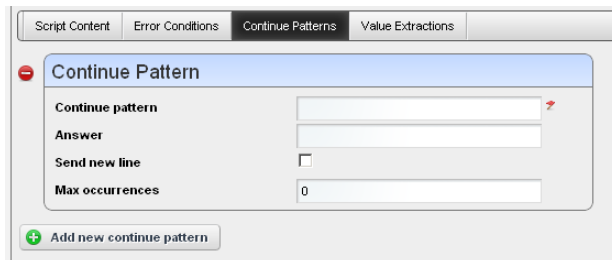 Script Content Error Conditions Continue Patterns Value Extractions
Continue Pattern
Continue pattern
Answer
Send new line
Max occurrences 0
Add new continue pattern